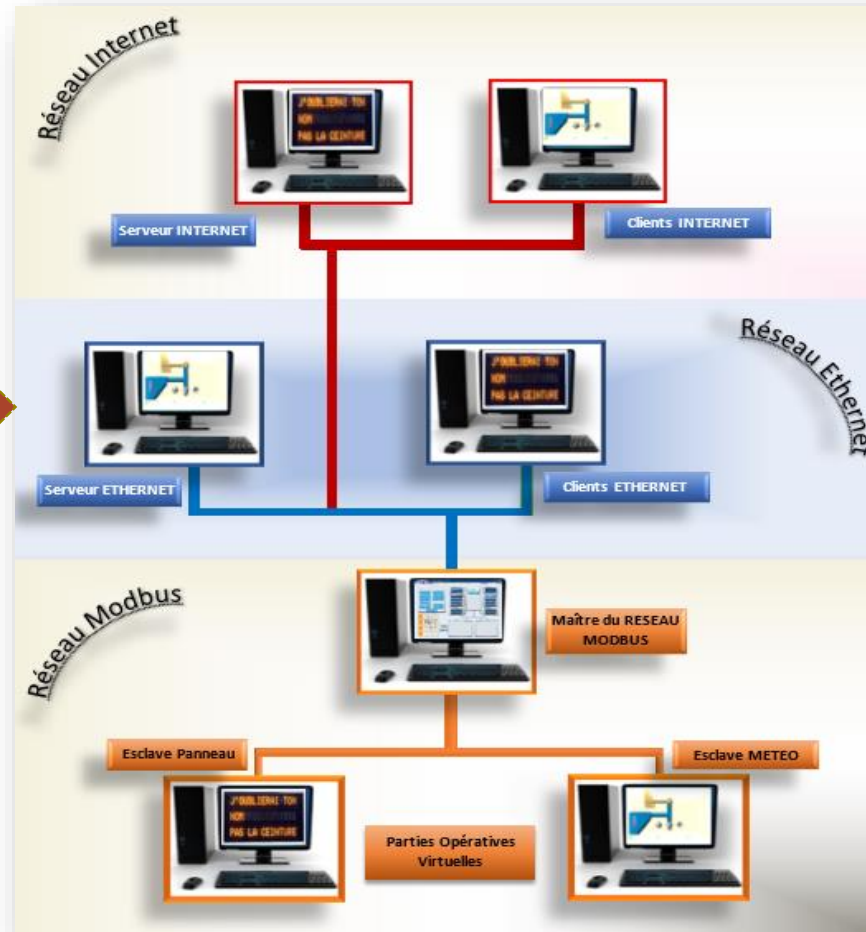 Réseau Internet
J'OUBLIERAI TON
NOM
PAS LA CEINTURE
Serveur INTERNET
Clients INTERNET
Réseau Ethernet
J'OUBLIERAI TON
NOM
PAS LA CEINTURE
Serveur ETHERNET
Clients ETHERNET
Réseau Modbus
Maître du RESEAU
MODBUS
Esclave Panneau
Esclave METEO
J'OUBLIERAI TON
NOM
PAS LA CEINTURE
Parties Opératives
Virtuelles